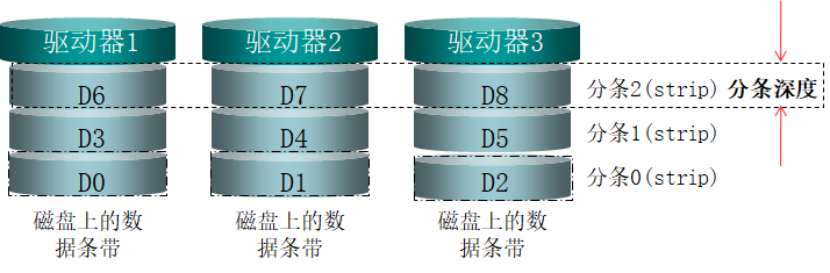 驱动器1 驱动器2 驱动器3
D6 D7 D8 分条2(strip) 分条深度
D3 D4 D5 分条1(strip)
D0 D1 D2 分条0(strip)
磁盘上的数 磁盘上的数 磁盘上的数
据条带 据条带 据条带